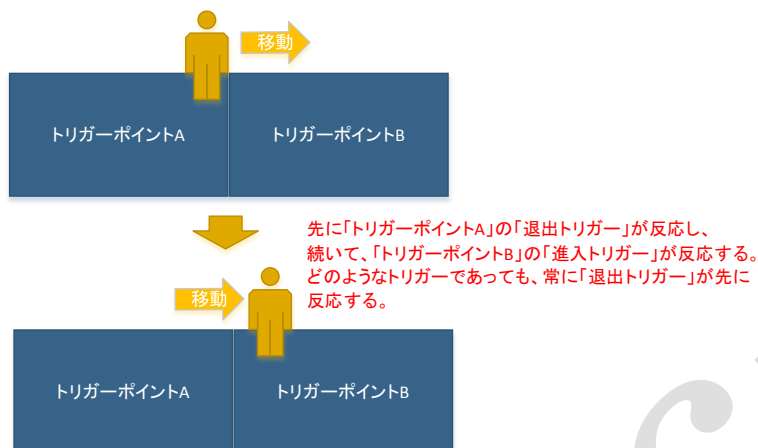 移動
トリガーポイントA
トリガーポイントB
先に「トリガーポイントA」の「退出トリガー」が反応し、
続いて、「トリガーポイントB」の「進入トリガー」が反応する。
どのようなトリガーであっても、常に「退出トリガー」が先に
反応する。
移動
トリガーポイントA
トリガーポイントB